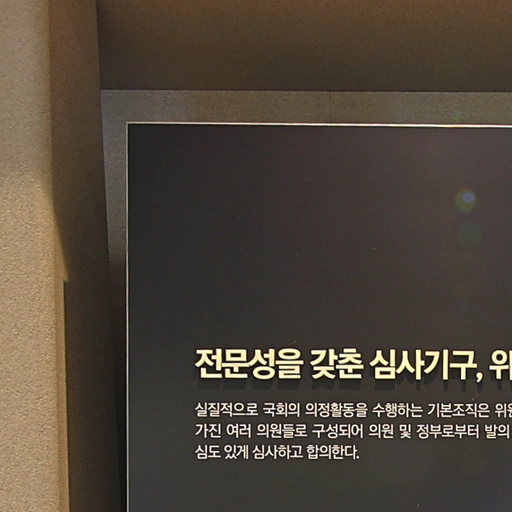 전문성을 갖춘 심사기구, 위
실질적으로 국회의 의정활동을 수행하는 기본조직은 위원
가진 여러 의원들로 구성되어 의원 및 정부로부터 발의
심도 있게 심사하고 합의한다.